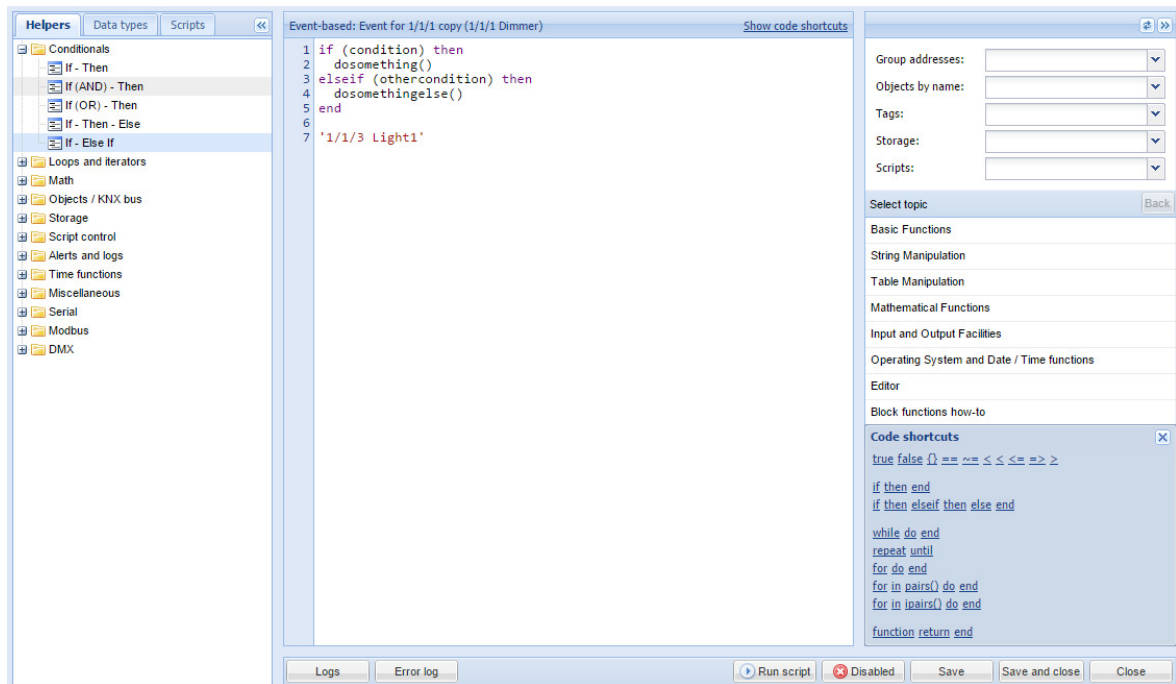 Helpers
Data types
Scripts
Conditionals
If - Then
If (AND) - Then
If (OR) - Then
If - Then - Else
If - Else If
Loops and iterators
Math
Objects / KNX bus
Storage
Script control
Alerts and logs
Time functions
Miscellaneous
Serial
Modbus
DMX
Event-based: Event for 1/1/1 copy (1/1/1 Dimmer)
Show code shortcuts
1 if (condition) then
2 dosomething()
3 elseif (othercondition) then
4 dosomethingelse()
5 end
6
7 '1/1/3 Light1'
Group addresses:
Objects by name:
Tags:
Storage:
Scripts:
Select topic
Back
Basic Functions
String Manipulation
Table Manipulation
Mathematical Functions
Input and Output Facilities
Operating System and Date / Time functions
Editor
Block functions how-to
Code shortcuts
true false {} == ~= < < <= => >
if then end
if then elseif then else end
while do end
repeat until
for do end
for in pairs() do end
for in ipairs() do end
function return end
Logs
Error log
Run script
Disabled
Save
Save and close
Close